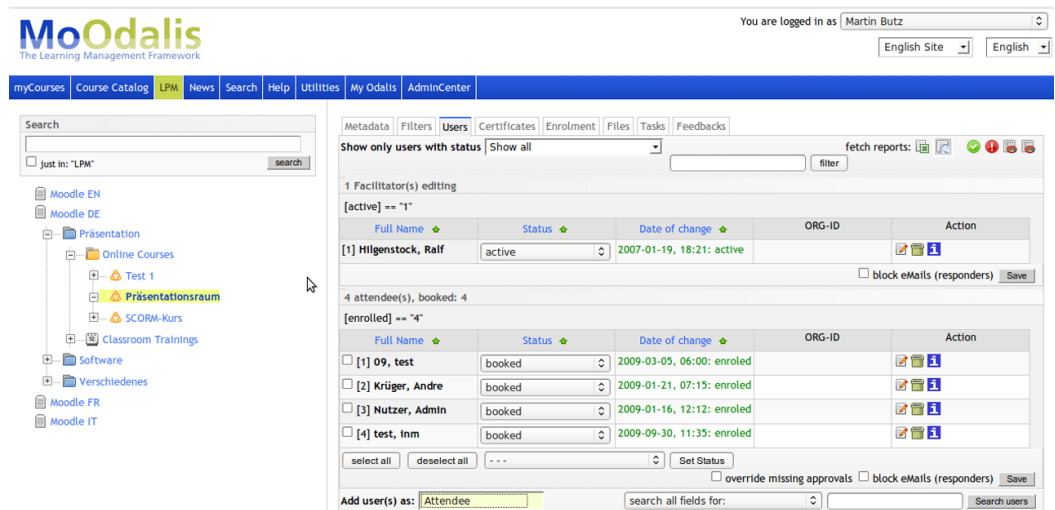 MoOdalis
The Learning Management Framework
You are logged in as Martin Butz
English Site English
myCourses Course Catalog LPM News Search Help Utilities My Odalis AdminCenter
Search
just in: "LPM" search
Moodle EN
Moodle DE
Präsentation
Online Courses
Test 1
Präsentationsraum
SCORM-Kurs
Classroom Trainings
Software
Verschiedenes
Moodle FR
Moodle IT
Metadata Filters Users Certificates Enrolment Files Tasks Feedbacks
Show only users with status Show all fetch reports:
filter
1 Facilitator(s) editing
[active] == "1"
Full Name Status Date of change ORG-ID Action
[1] Hilgenstock, Ralf active 2007-01-19, 18:21: active
block eMails (responders) Save
4 attendee(s), booked: 4
[enrolled] == "4"
Full Name Status Date of change ORG-ID Action
[1] 09, test booked 2009-03-05, 06:00: enroled
[2] Krüger, Andre booked 2009-01-21, 07:15: enroled
[3] Nutzer, Admin booked 2009-01-16, 12:12: enroled
[4] test, inm booked 2009-09-30, 11:35: enroled
select all deselect all - - - Set Status
override missing approvals block eMails (responders) Save
Add user(s) as: Attendee search all fields for: Search users